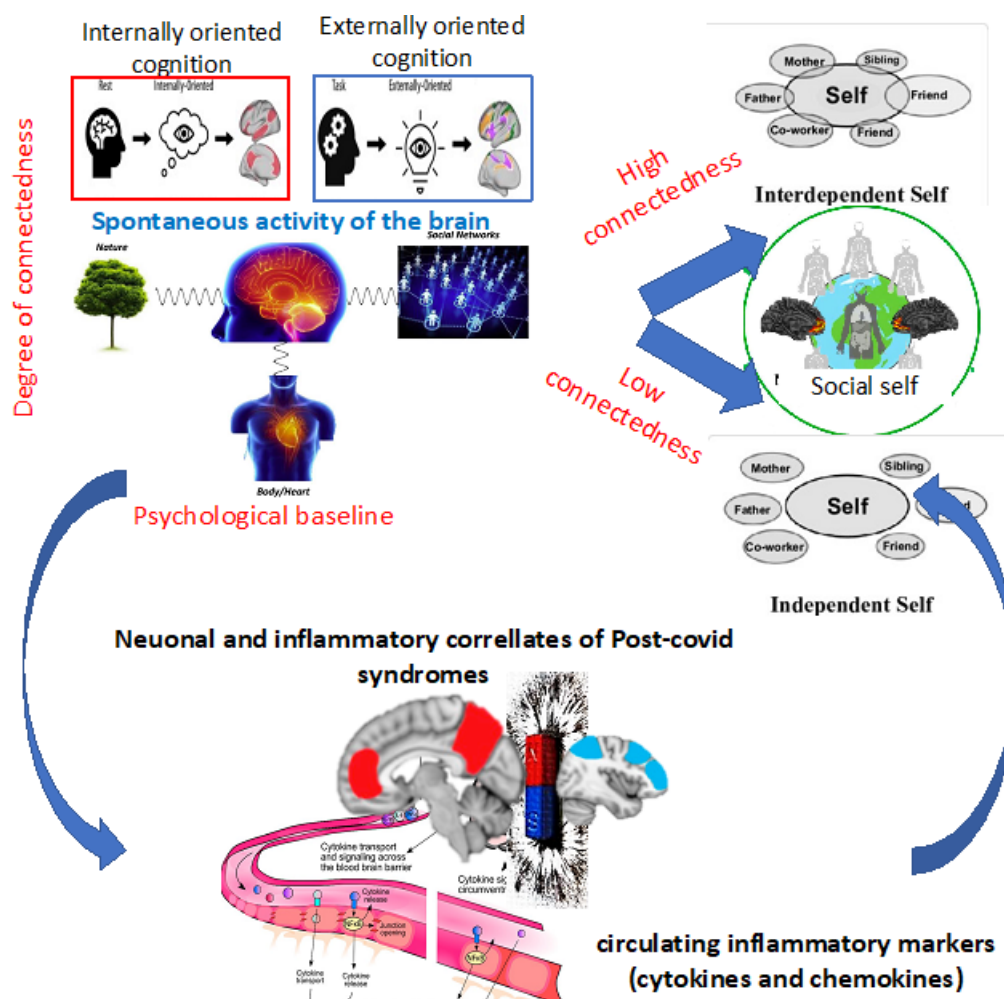 Internally oriented
cognition
Externally oriented
cognition
Rest
Internally-Oriented
Task
Externally-Oriented
Degree of connectedness
Spontaneous activity of the brain
Nature
Social Networks
Body/Heart
Psychological baseline
High
connectedness
Low
connectedness
Mother
Sibling
Father
Self
Friend
Co-worker
Friend
Interdependent Self
Social self
Mother
Sibling
Father
Self
Co-worker
Friend
Independent Self
Neuonal and inflammatory correllates of Post-covid
syndromes
Cytokine transport
and signaling across
the blood brain barrier
Cytokine
release
NFκB
Junction
opening
Cytokine
transport
Cytokine
release
NFκB
circulating inflammatory markers
(cytokines and chemokines)